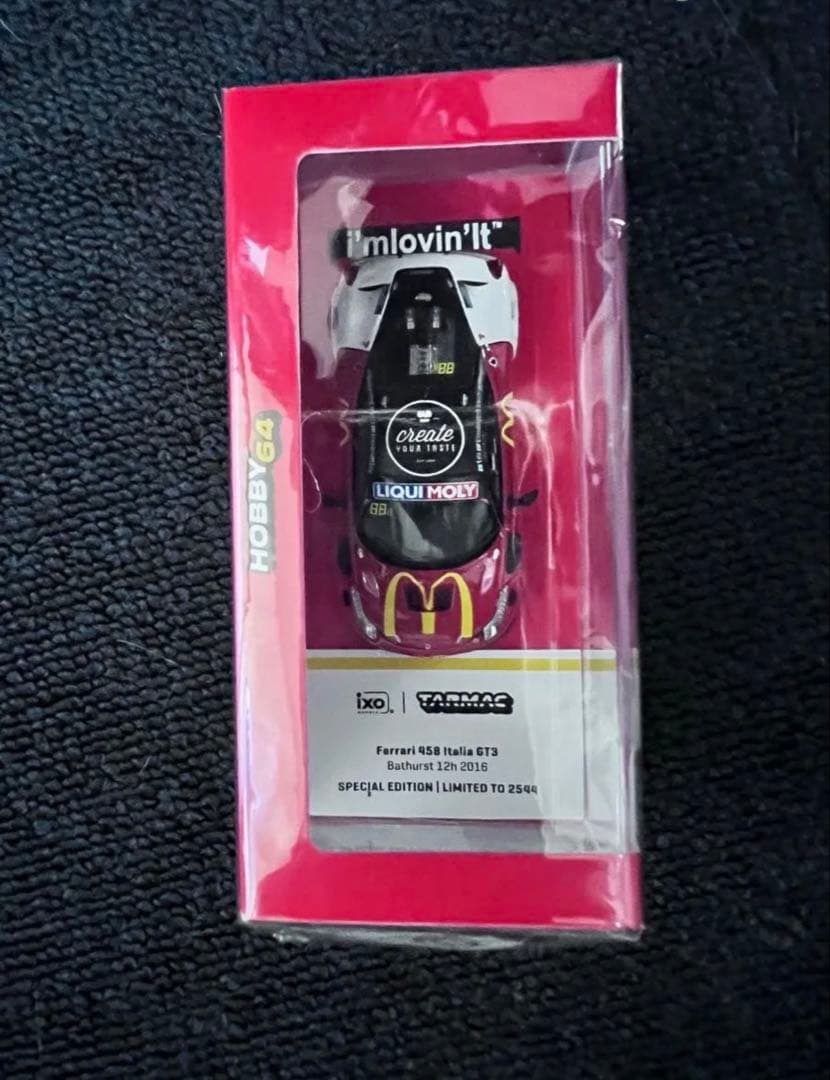 i'mlovin'It™
88
create
YOUR TASTE
LIQUI MOLY
88
HOBBY64
ixo | TARMAC
Ferrari 458 Italia GT3
Bathurst 12h 2016
SPECIAL EDITION | LIMITED TO 2544